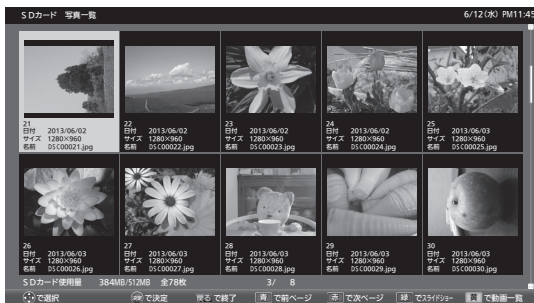 SDカード 写真一覧
6/12(水) PM11:45
21
日付 2013/06/02
サイズ 1280×960
名前 DSC00021.jpg
22
日付 2013/06/02
サイズ 1280×960
名前 DSC00022.jpg
23
日付 2013/06/02
サイズ 1280×960
名前 DSC00023.jpg
24
日付 2013/06/02
サイズ 1280×960
名前 DSC00024.jpg
25
日付 2013/06/03
サイズ 1280×960
名前 DSC00025.jpg
26
日付 2013/06/03
サイズ 1280×960
名前 DSC00026.jpg
27
日付 2013/06/03
サイズ 1280×960
名前 DSC00027.jpg
28
日付 2013/06/03
サイズ 1280×960
名前 DSC00028.jpg
29
日付 2013/06/03
サイズ 1280×960
名前 DSC00029.jpg
30
日付 2013/06/03
サイズ 1280×960
名前 DSC00030.jpg
SDカード使用量 384MB/512MB 全78枚 3/ 8
で選択 決定 で決定 戻る で終了 青 で前ページ 赤 で次ページ 緑 でスライドショー 黄 で動画一覧